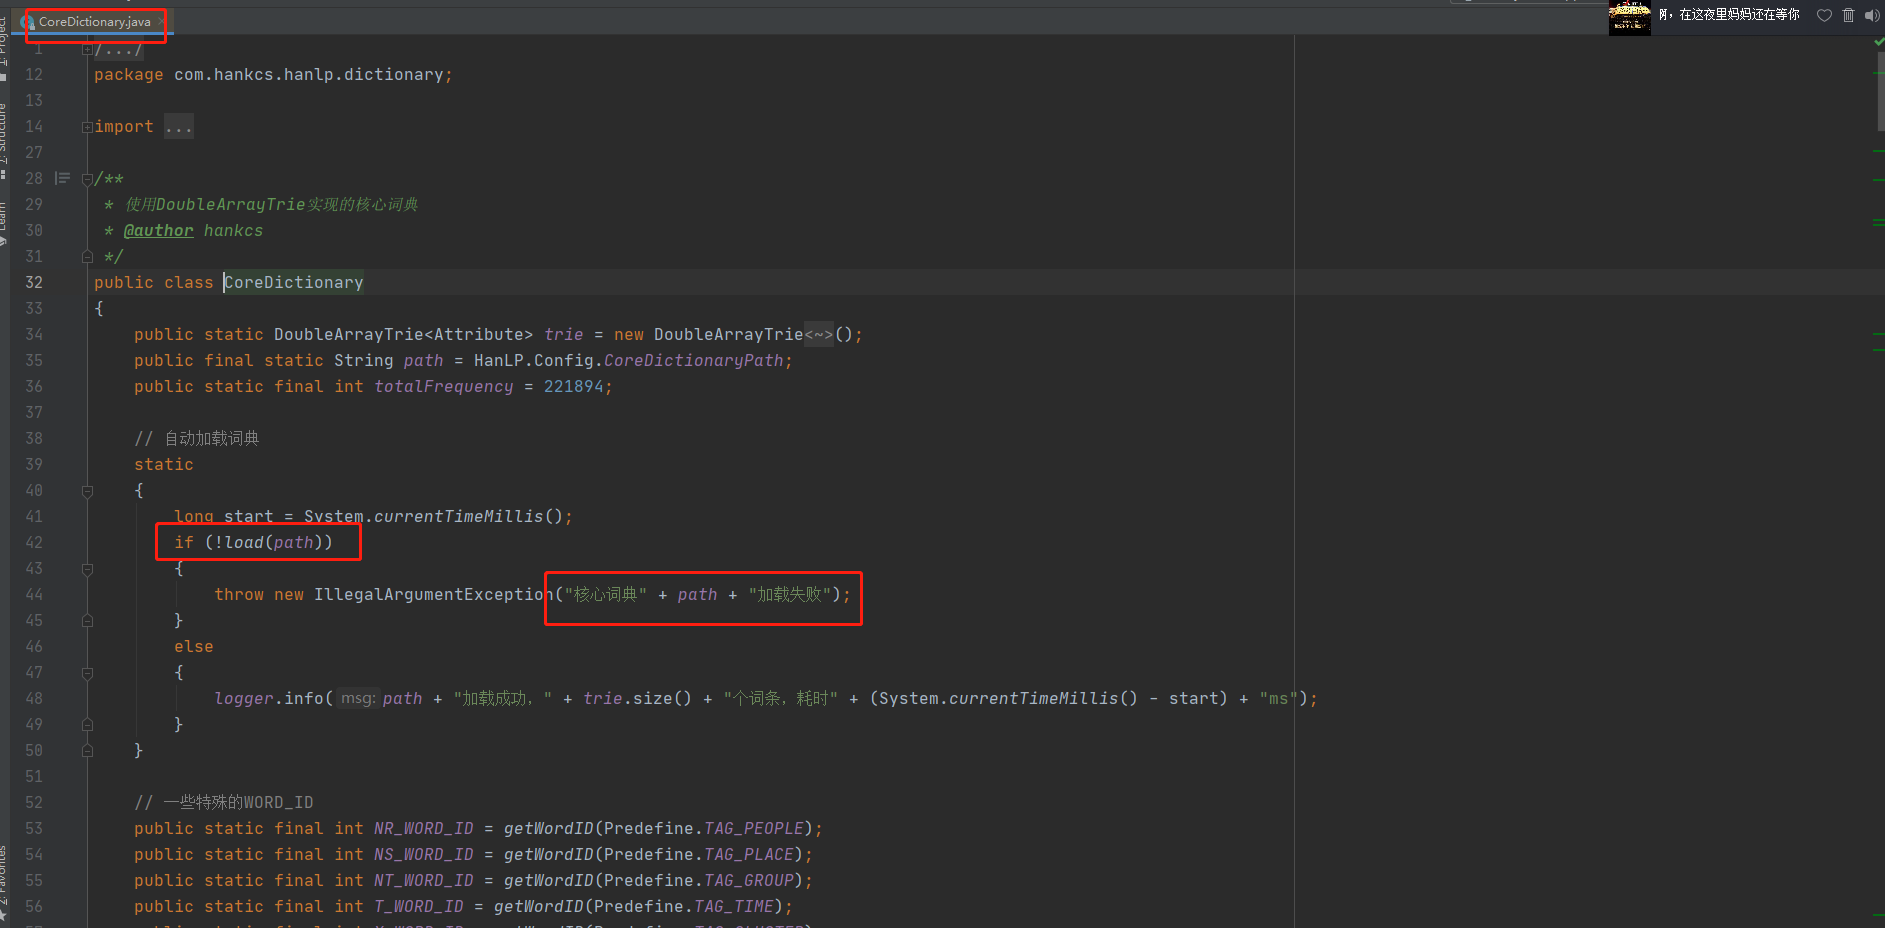 CoreDictionary.java
啊，在这夜里妈妈还在等你
1: Project
7: Structure
Learn
2: Favorites
1 /.../
12 package com.hankcs.hanlp.dictionary;
13
14 import ...
27
28 /**
29 * 使用DoubleArrayTrie实现的核心词典
30 * @author hankcs
31 */
32 public class CoreDictionary
33 {
34 public static DoubleArrayTrie<Attribute> trie = new DoubleArrayTrie<~>();
35 public final static String path = HanLP.Config.CoreDictionaryPath;
36 public static final int totalFrequency = 221894;
37
38 // 自动加载词典
39 static
40 {
41 long start = System.currentTimeMillis();
42 if (!load(path))
43 {
44 throw new IllegalArgumentException("核心词典" + path + "加载失败");
45 }
46 else
47 {
48 logger.info( msg: path + "加载成功，" + trie.size() + "个词条，耗时" + (System.currentTimeMillis() - start) + "ms");
49 }
50 }
51
52 // 一些特殊的WORD_ID
53 public static final int NR_WORD_ID = getWordID(Predefine.TAG_PEOPLE);
54 public static final int NS_WORD_ID = getWordID(Predefine.TAG_PLACE);
55 public static final int NT_WORD_ID = getWordID(Predefine.TAG_GROUP);
56 public static final int T_WORD_ID = getWordID(Predefine.TAG_TIME);